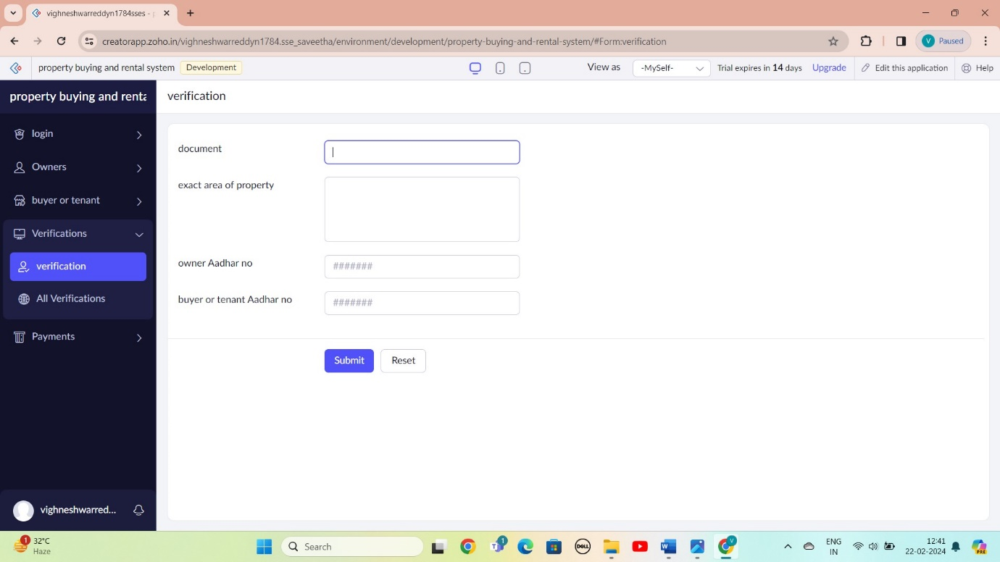 vighneshwarreddyn1784sses -
creatorapp.zoho.in/vighneshwarreddyn1784.sse_saveetha/environment/development/property-buying-and-rental-system/#Form:verification
V Paused
property buying and rental system Development
View as -MySelf- Trial expires in 14 days Upgrade Edit this application Help
property buying and renta
verification
login
Owners
buyer or tenant
Verifications
verification
All Verifications
Payments
document
exact area of property
owner Aadhar no #######
buyer or tenant Aadhar no #######
Submit Reset
vighneshwarred...
1 32°C
Haze
Search
1
DELL
W
V
ENG
IN
12:41
22-02-2024
PRE